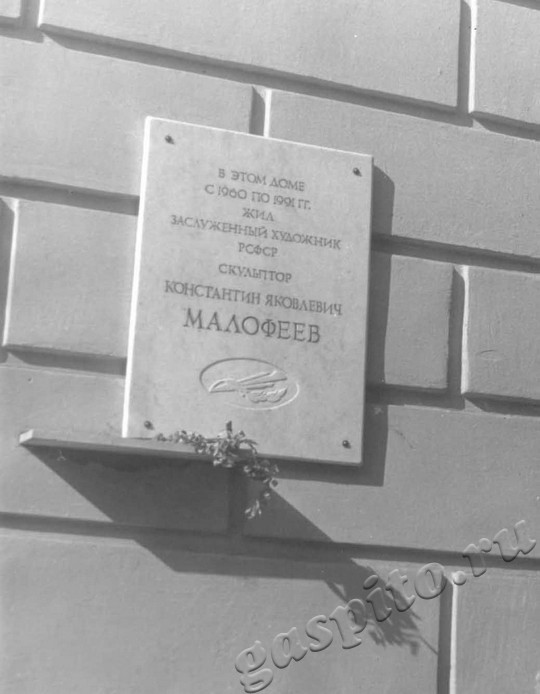 В ЭТОМ ДОМЕ
С 1960 ПО 1991 ГГ.
ЖИЛ
ЗАСЛУЖЕННЫЙ ХУДОЖНИК
РСФСР
СКУЛЬПТОР
КОНСТАНТИН ЯКОВЛЕВИЧ
МАЛОФЕЕВ
gaspito.ru